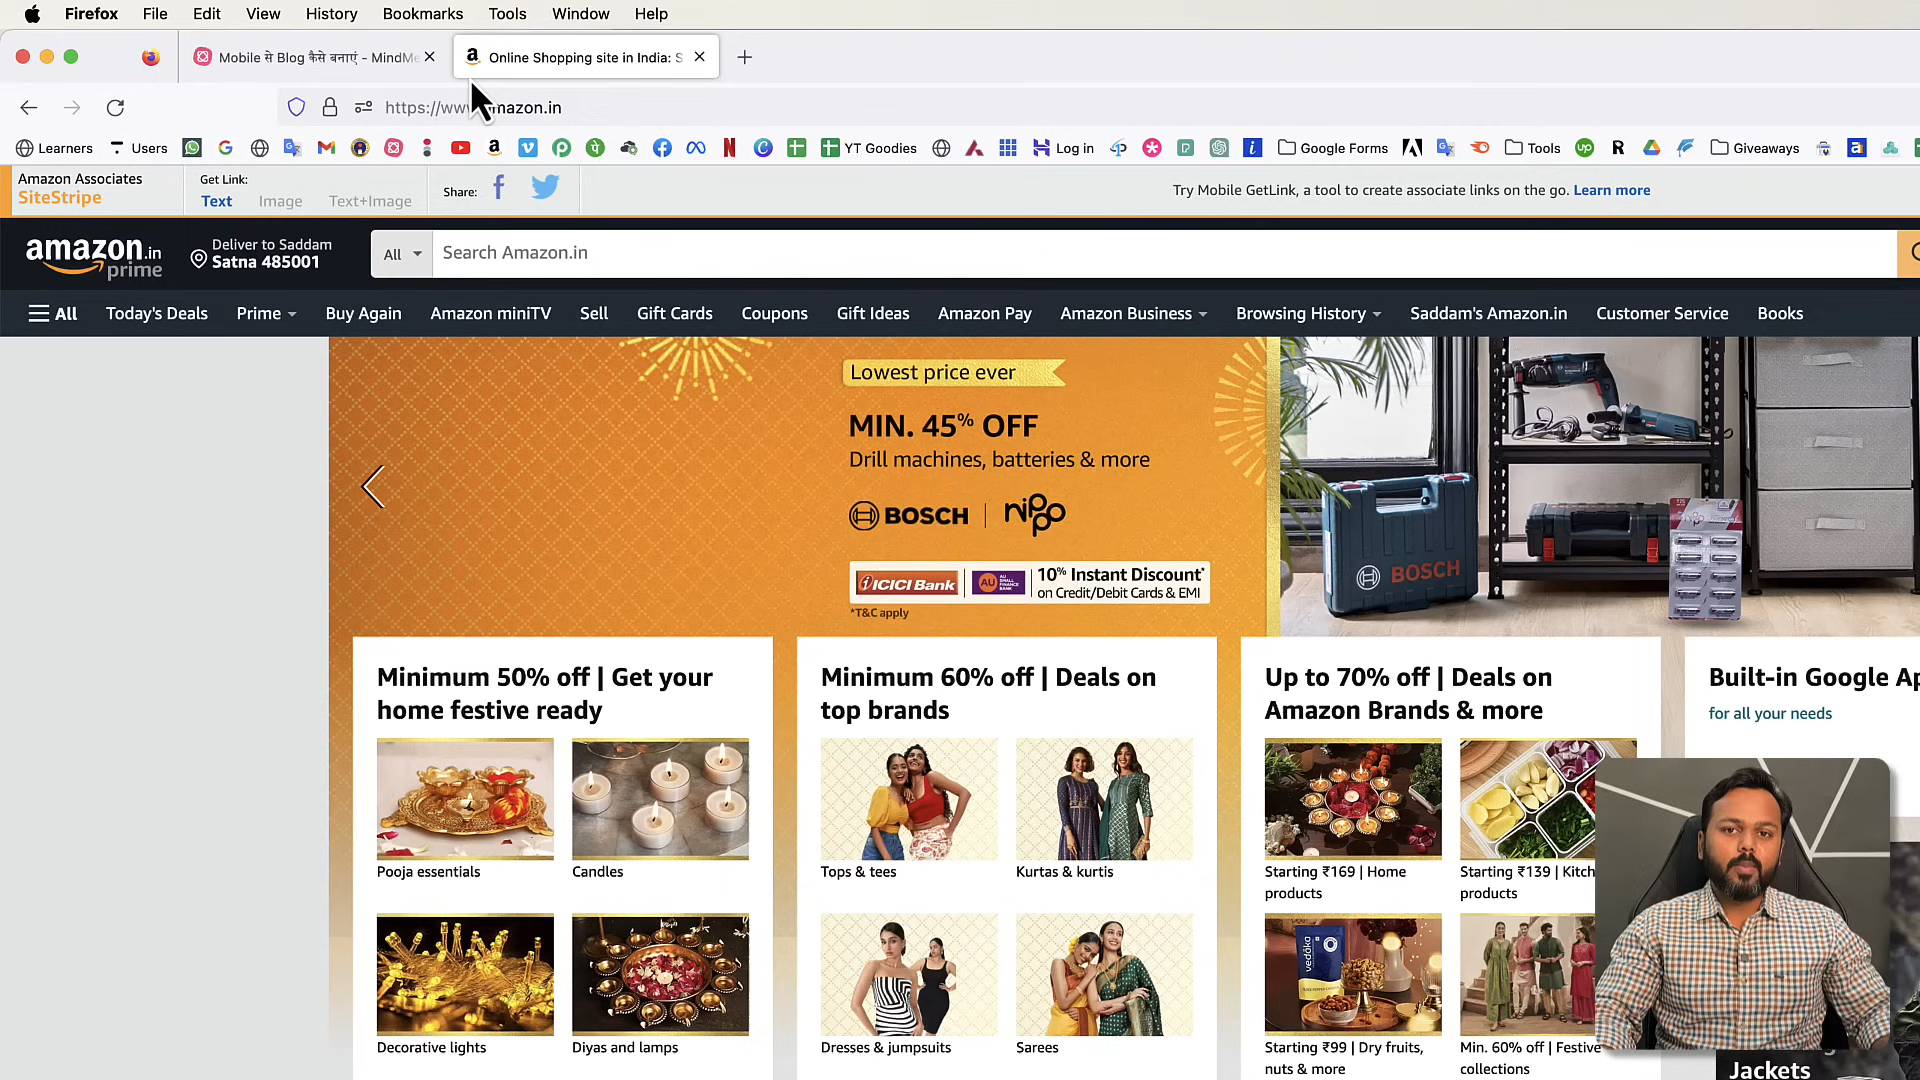 Firefox File Edit View History Bookmarks Tools Window Help
Mobile से Blog कैसे बनाएं - MindMe
Online Shopping site in India: S
https://www.amazon.in
Learners Users YT Goodies Log in Google Forms Tools Giveaways
Amazon Associates
SiteStripe
Get Link:
Text Image Text+Image
Share:
Try Mobile GetLink, a tool to create associate links on the go. Learn more
amazon.in
prime
Deliver to Saddam
Satna 485001
All
Search Amazon.in
All Today's Deals Prime Buy Again Amazon miniTV Sell Gift Cards Coupons Gift Ideas Amazon Pay Amazon Business Browsing History Saddam's Amazon.in Customer Service Books
Lowest price ever
MIN. 45% OFF
Drill machines, batteries & more
BOSCH | nippo
ICICI Bank
AU SMALL FINANCE BANK
10% Instant Discount*
on Credit/Debit Cards & EMI
*T&C apply
BOSCH
Minimum 50% off | Get your
home festive ready
Pooja essentials
Candles
Decorative lights
Diyas and lamps
Minimum 60% off | Deals on
top brands
Tops & tees
Kurtas & kurtis
Dresses & jumpsuits
Sarees
Up to 70% off | Deals on
Amazon Brands & more
Starting ₹169 | Home
products
Starting ₹139 | Kitch
products
vedaka
Starting ₹99 | Dry fruits,
nuts & more
Min. 60% off | Festive
collections
Built-in Google Ap
for all your needs
Jackets